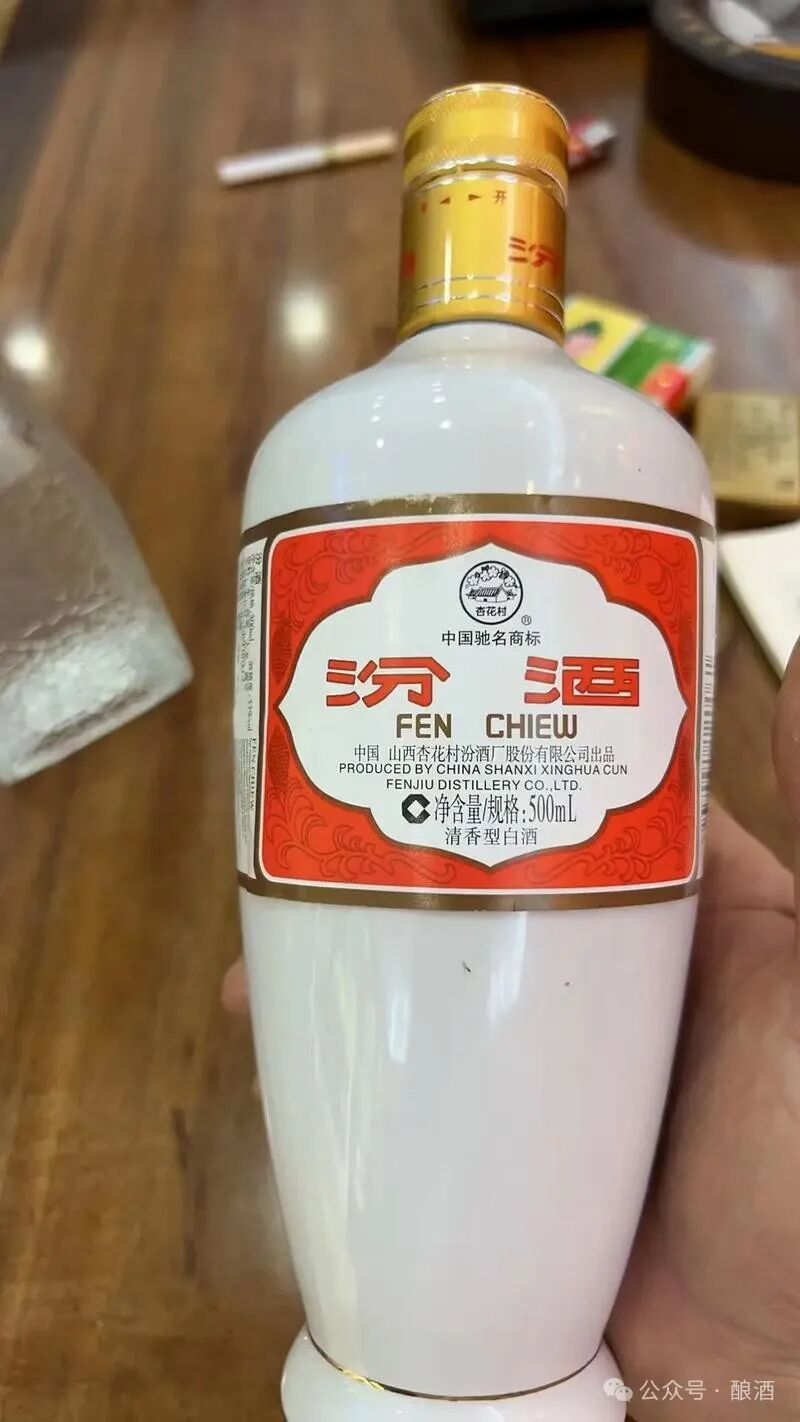 开
汾
杏花村
®
中国驰名商标
汾 酒
FEN CHIEW
中国 山西杏花村汾酒厂股份有限公司出品
PRODUCED BY CHINA SHANXI XINGHUA CUN
FENJIU DISTILLERY CO.,LTD.
净含量/规格:500mL
清香型白酒
FEN CHIEW
公众号 · 酿酒